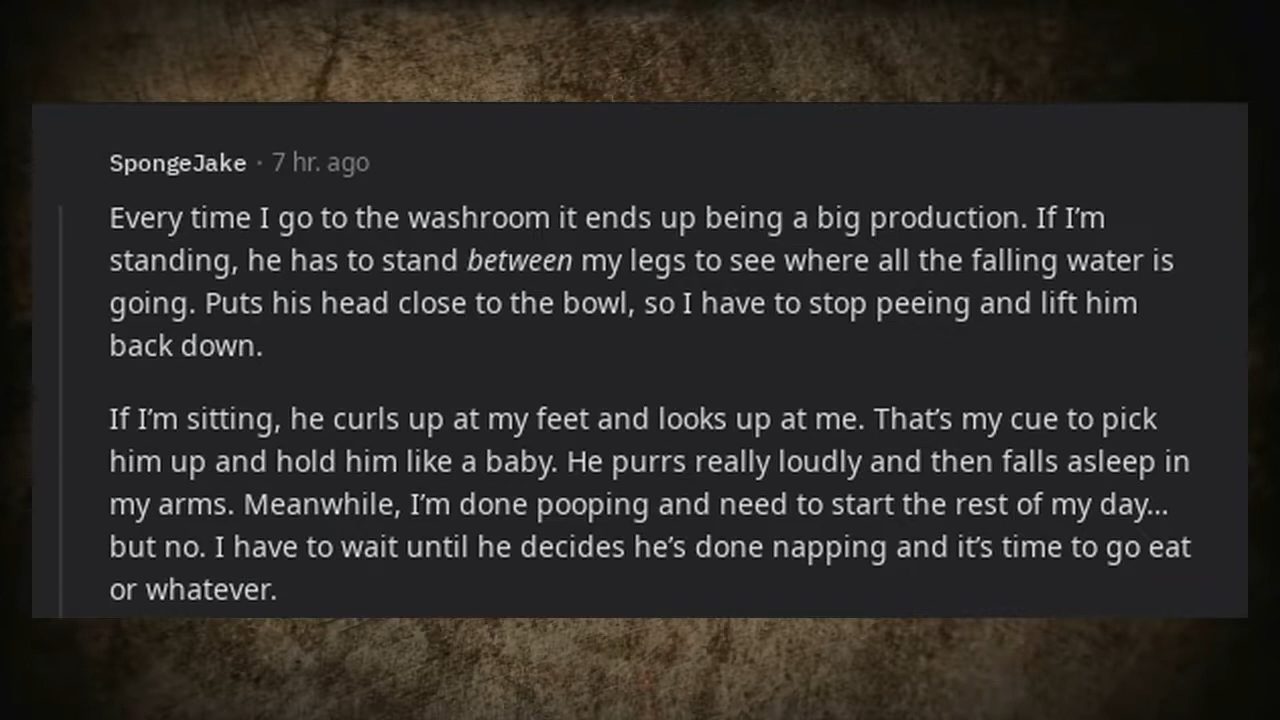 SpongeJake · 7 hr. ago
Every time I go to the washroom it ends up being a big production. If I’m
standing, he has to stand between my legs to see where all the falling water is
going. Puts his head close to the bowl, so I have to stop peeing and lift him
back down.
If I’m sitting, he curls up at my feet and looks up at me. That’s my cue to pick
him up and hold him like a baby. He purrs really loudly and then falls asleep in
my arms. Meanwhile, I’m done pooping and need to start the rest of my day...
but no. I have to wait until he decides he’s done napping and it’s time to go eat
or whatever.